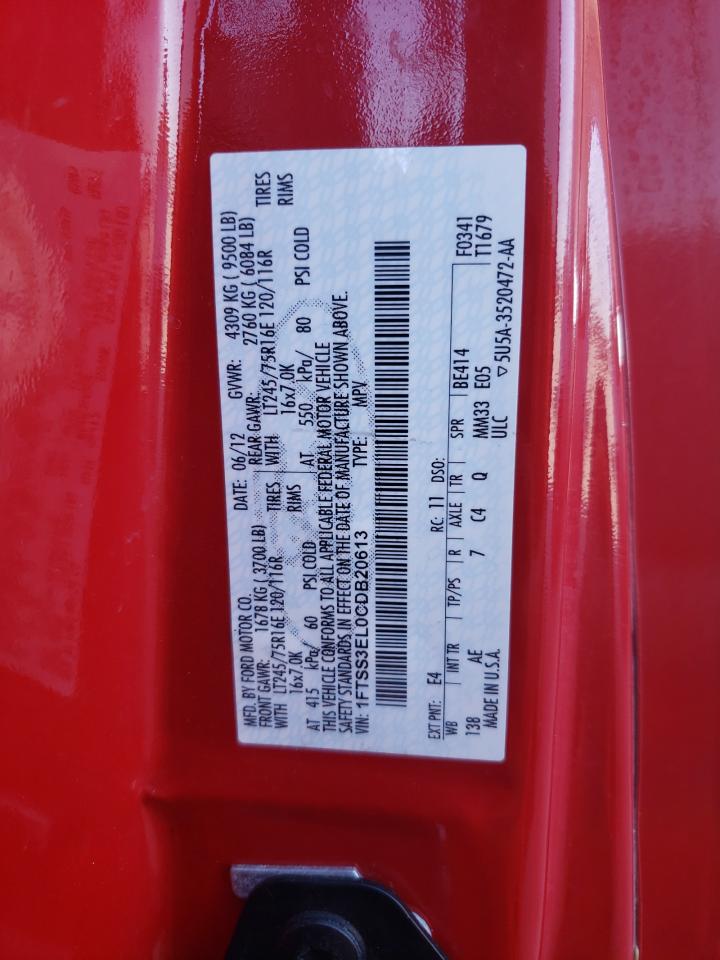 MFD. BY FORD MOTOR CO. DATE: 06/12 GVWR: 4309 KG ( 9500 LB)
FRONT GAWR: 1678 KG ( 3700 LB) REAR GAWR: 2760 KG ( 6084 LB)
WITH LT245/75R16E 120/116R TIRES WITH LT245/75R16E 120/116R TIRES
16x7.0K RIMS 16x7.0K RIMS
AT 415 kPa/ 60 PSI COLD AT 550 kPa/ 80 PSI COLD
THIS VEHICLE CONFORMS TO ALL APPLICABLE FEDERAL MOTOR VEHICLE
SAFETY STANDARDS IN EFFECT ON THE DATE OF MANUFACTURE SHOWN ABOVE.
VIN: 1FTSS3EL0CDB20613 TYPE: MPV
EXT PNT: E4 RC: 11 DSO: F0341
WB INT TR TP/PS R AXLE TR SPR BE414 T1679
138 AE 7 C4 Q MM33 E05
MADE IN U.S.A. ULC ▽5U5A-3520472-AA